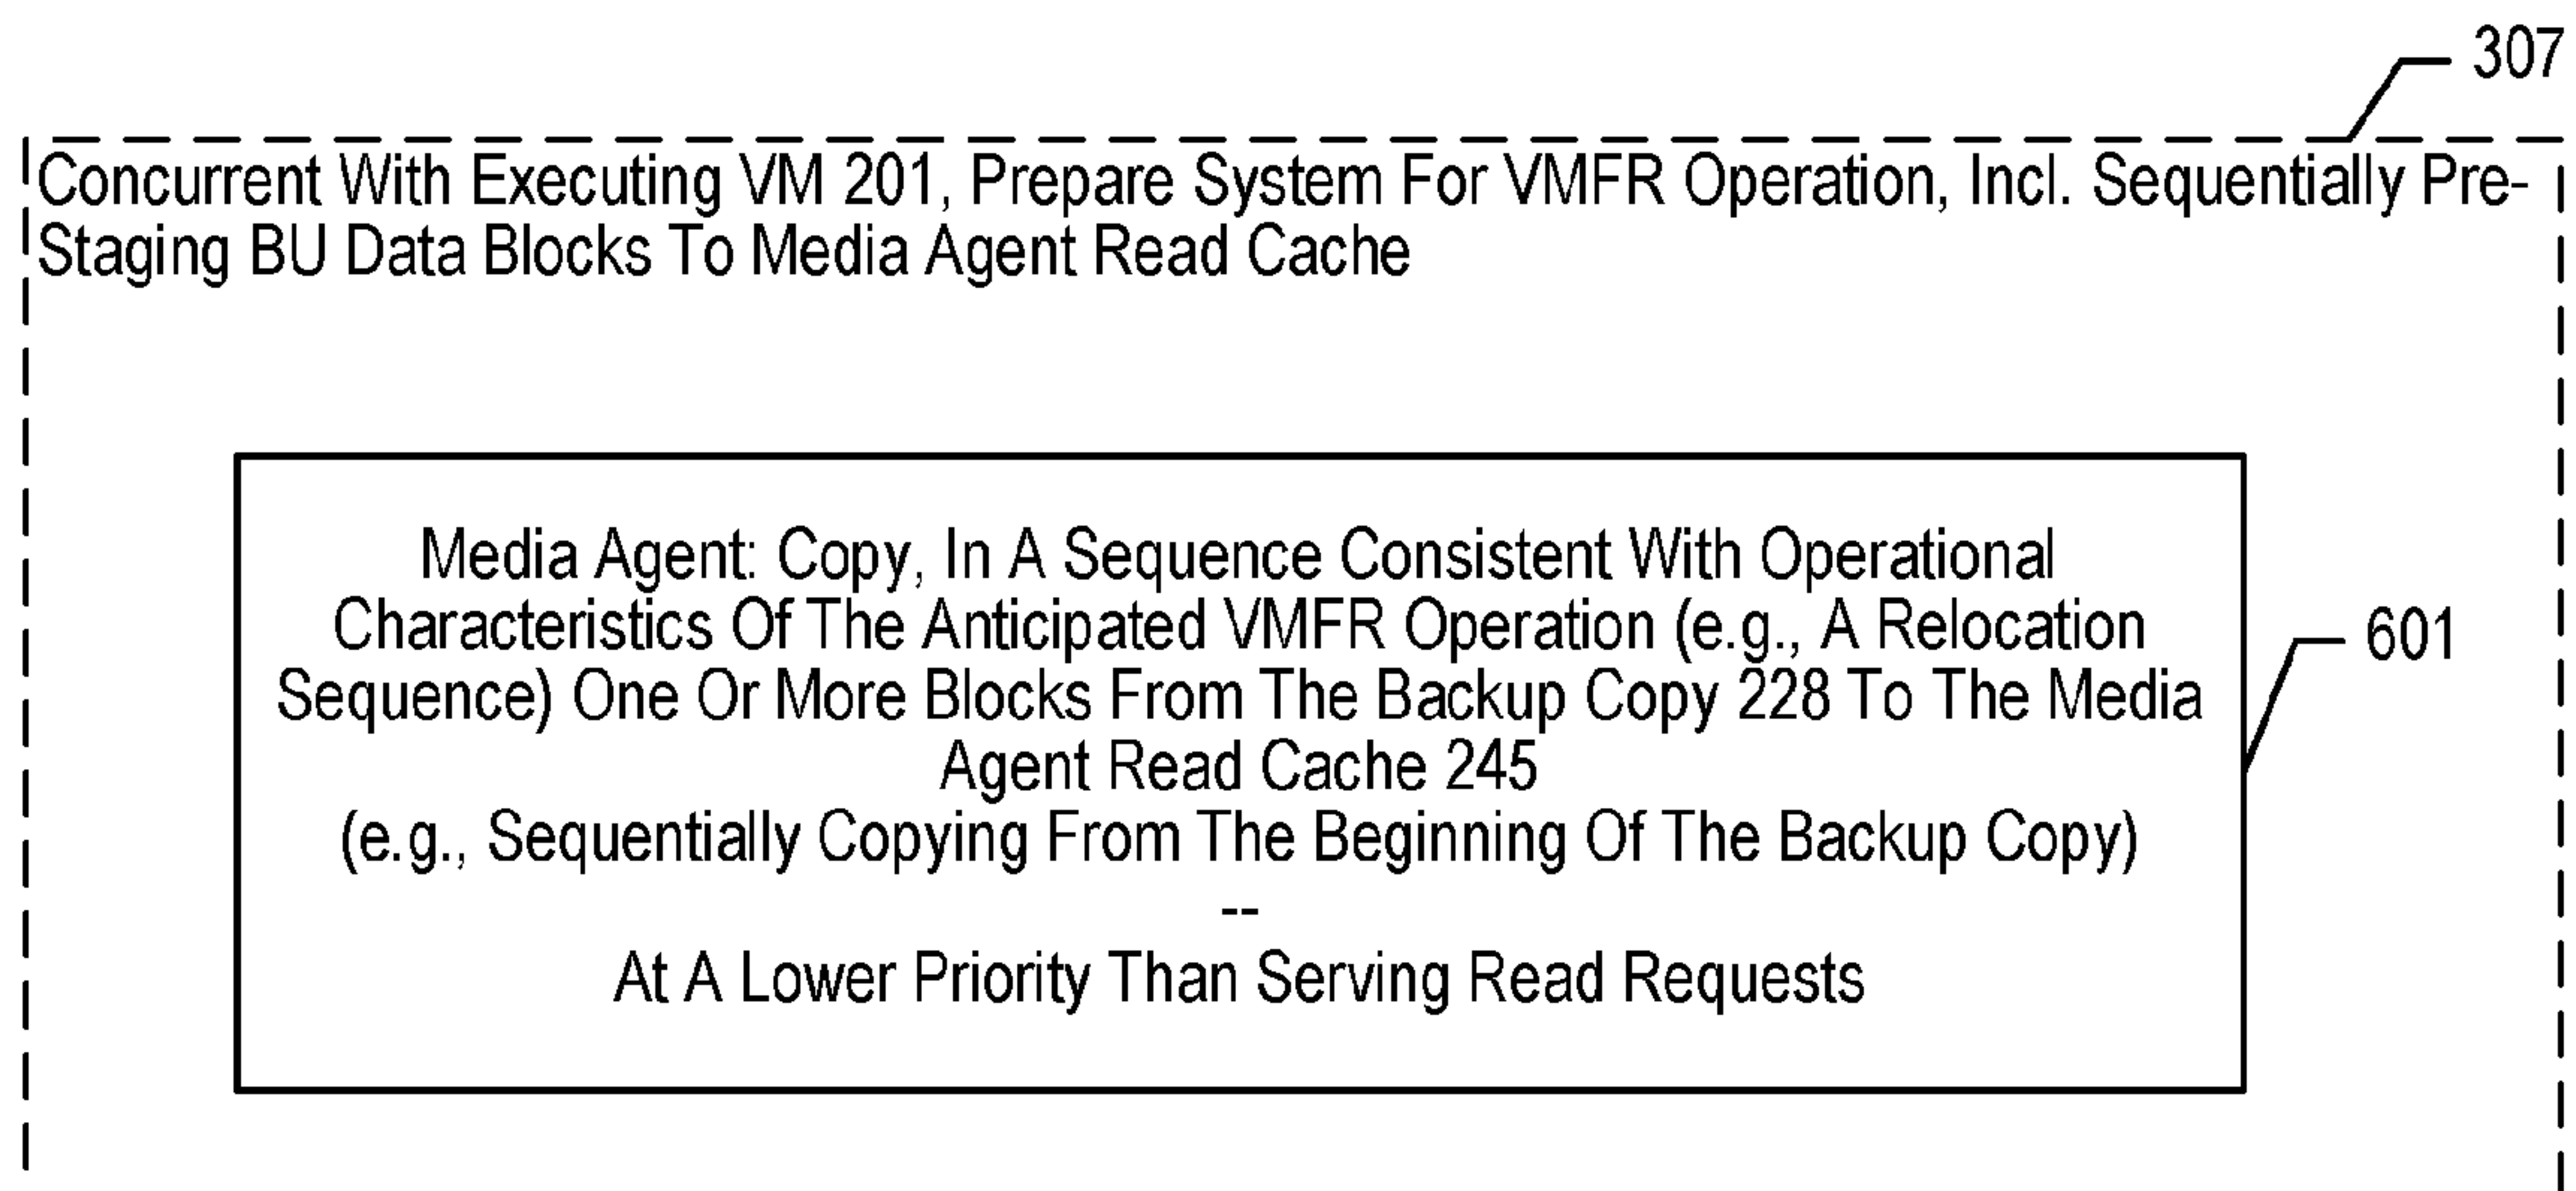 307
Concurrent With Executing VM 201, Prepare System For VMFR Operation, Incl. Sequentially Pre-
Staging BU Data Blocks To Media Agent Read Cache
Media Agent: Copy, In A Sequence Consistent With Operational
Characteristics Of The Anticipated VMFR Operation (e.g., A Relocation
Sequence) One Or More Blocks From The Backup Copy 228 To The Media
Agent Read Cache 245
(e.g., Sequentially Copying From The Beginning Of The Backup Copy)
--
At A Lower Priority Than Serving Read Requests
601